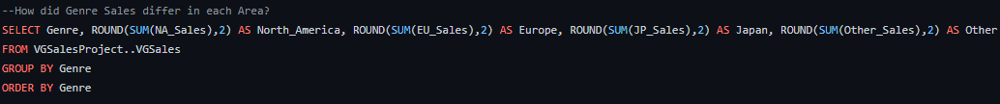 --How did Genre Sales differ in each Area?
SELECT Genre, ROUND(SUM(NA_Sales),2) AS North_America, ROUND(SUM(EU_Sales),2) AS Europe, ROUND(SUM(JP_Sales),2) AS Japan, ROUND(SUM(Other_Sales),2) AS Other
FROM VGSalesProject..VGSales
GROUP BY Genre
ORDER BY Genre